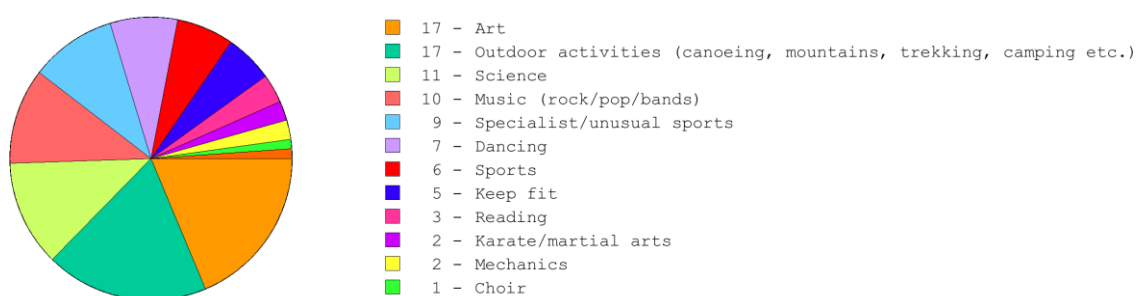 17 - Art
17 - Outdoor activities (canoeing, mountains, trekking, camping etc.)
11 - Science
10 - Music (rock/pop/bands)
9 - Specialist/unusual sports
7 - Dancing
6 - Sports
5 - Keep fit
3 - Reading
2 - Karate/martial arts
2 - Mechanics
1 - Choir